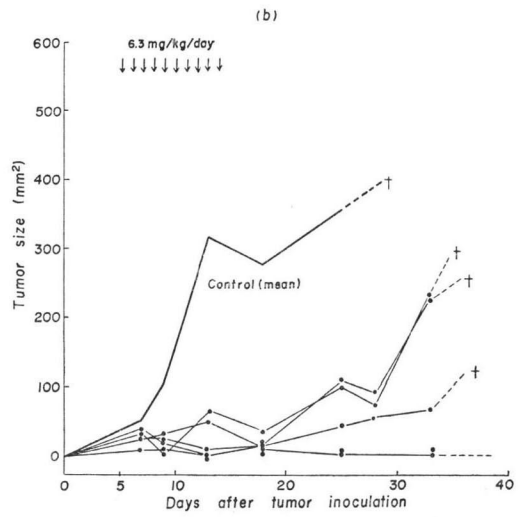 (b)
600
6.3 mg/kg/day
↓ ↓ ↓ ↓ ↓ ↓ ↓ ↓ ↓ ↓
500
400
†
300
†
†
Control (mean)
200
†
100
0
Tumor size (mm²)
0 5 10 20 30 40
Days after tumor inoculation